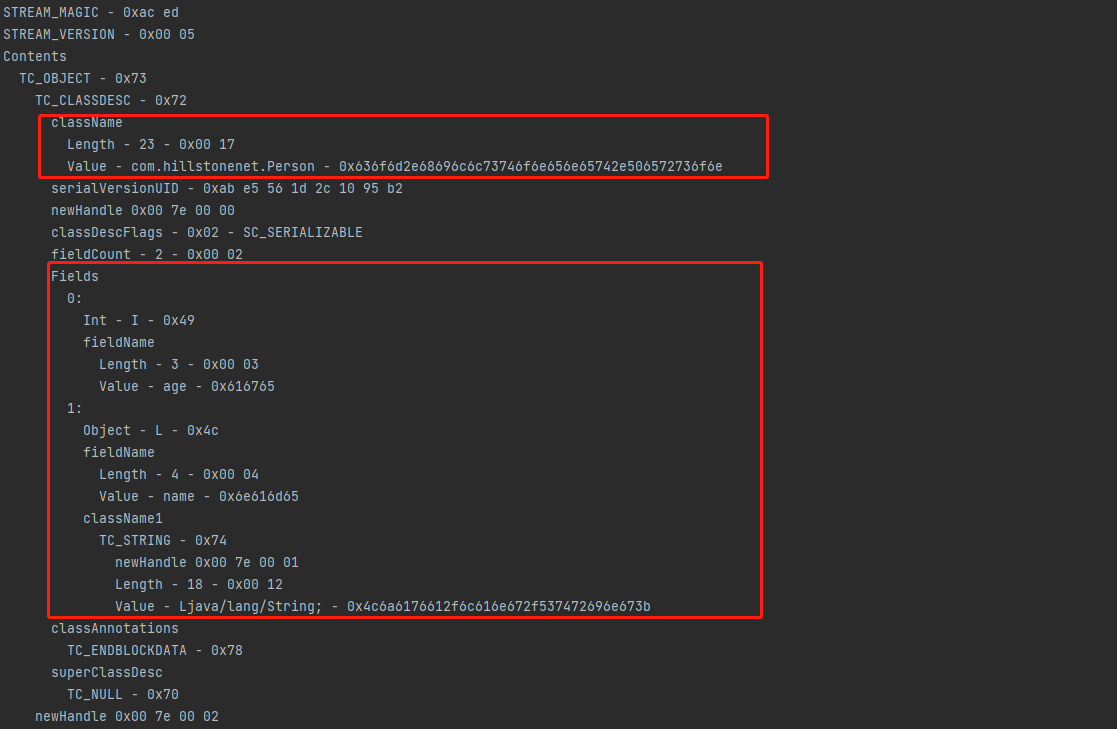 STREAM_MAGIC - 0xac ed
STREAM_VERSION - 0x00 05
Contents
TC_OBJECT - 0x73
TC_CLASSDESC - 0x72
className
Length - 23 - 0x00 17
Value - com.hillstonenet.Person - 0x636f6d2e68696c6c73746f6e656e65742e506572736f6e
serialVersionUID - 0xab e5 56 1d 2c 10 95 b2
newHandle 0x00 7e 00 00
classDescFlags - 0x02 - SC_SERIALIZABLE
fieldCount - 2 - 0x00 02
Fields
0:
Int - I - 0x49
fieldName
Length - 3 - 0x00 03
Value - age - 0x616765
1:
Object - L - 0x4c
fieldName
Length - 4 - 0x00 04
Value - name - 0x6e616d65
className1
TC_STRING - 0x74
newHandle 0x00 7e 00 01
Length - 18 - 0x00 12
Value - Ljava/lang/String; - 0x4c6a6176612f6c616e672f537472696e673b
classAnnotations
TC_ENDBLOCKDATA - 0x78
superClassDesc
TC_NULL - 0x70
newHandle 0x00 7e 00 02